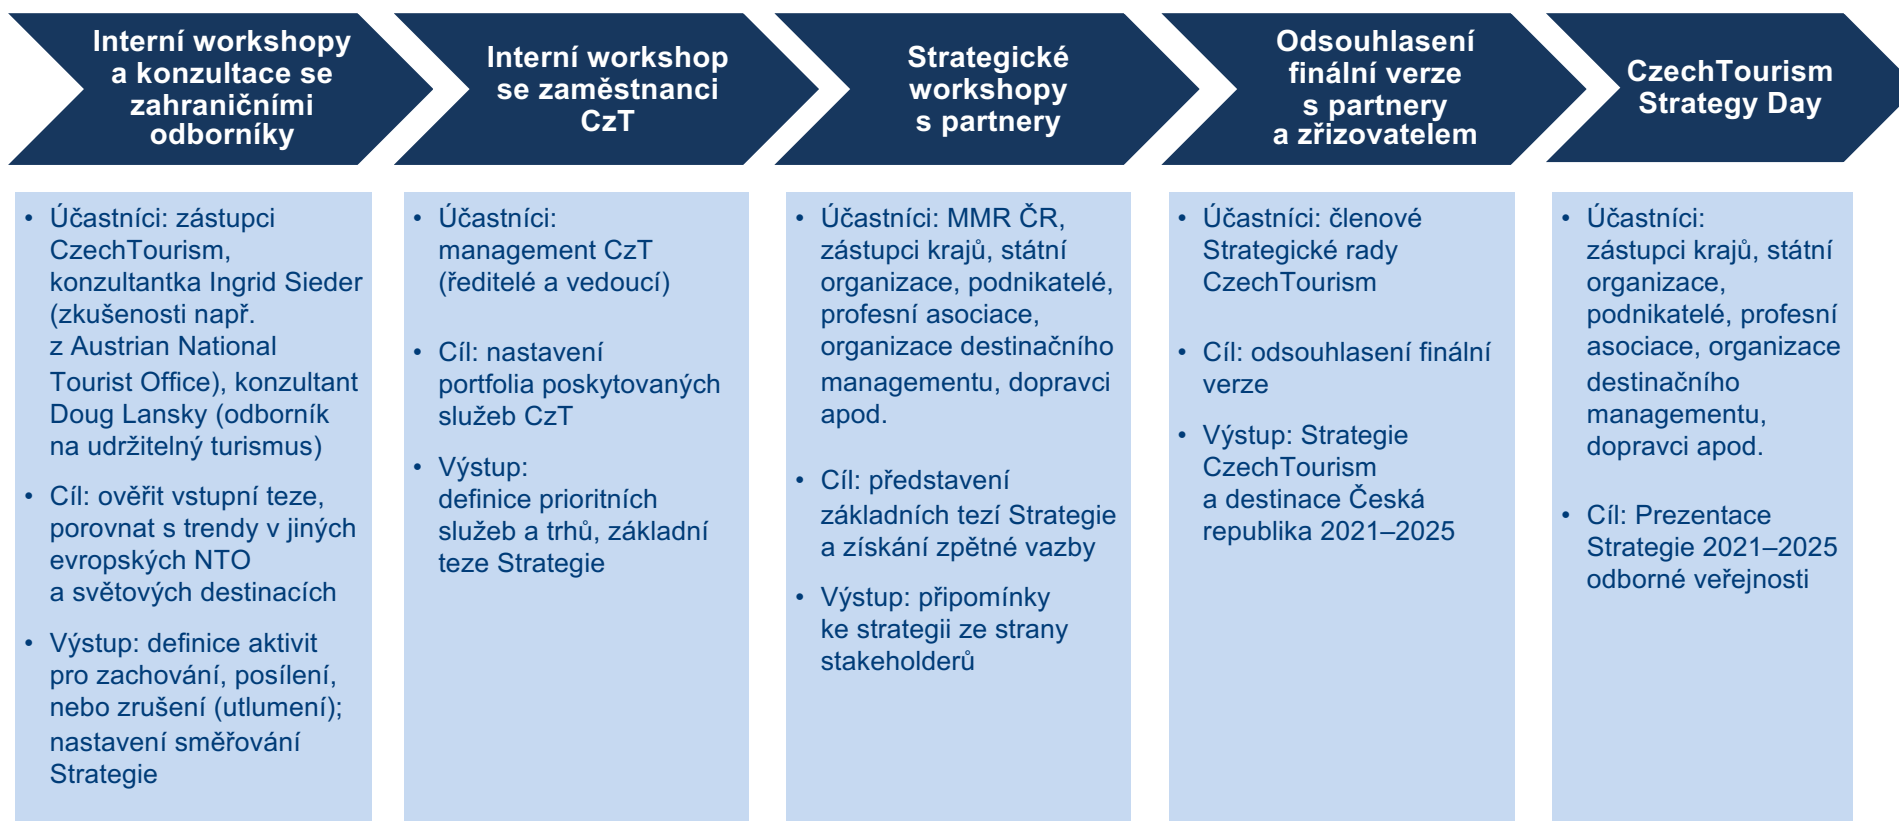 Interní workshopy
a konzultace se
zahraničními
odborníky
Interní workshop
se zaměstnanci
CzT
Strategické
workshopy
s partnery
Odsouhlasení
finální verze
s partnery
a zřizovatelem
CzechTourism
Strategy Day
• Účastníci: zástupci
CzechTourism,
konzultantka Ingrid Sieder
(zkušenosti např.
z Austrian National
Tourist Office), konzultant
Doug Lansky (odborník
na udržitelný turismus)
• Cíl: ověřit vstupní teze,
porovnat s trendy v jiných
evropských NTO
a světových destinacích
• Výstup: definice aktivit
pro zachování, posílení,
nebo zrušení (utlumení);
nastavení směřování
Strategie
• Účastníci:
management CzT
(ředitelé a vedoucí)
• Cíl: nastavení
portfolia poskytovaných
služeb CzT
• Výstup:
definice prioritních
služeb a trhů, základní
teze Strategie
• Účastníci: MMR ČR,
zástupci krajů, státní
organizace, podnikatelé,
profesní asociace,
organizace destinačního
managementu, dopravci
apod.
• Cíl: představení
základních tezí Strategie
a získání zpětné vazby
• Výstup: připomínky
ke strategii ze strany
stakeholderů
• Účastníci: členové
Strategické rady
CzechTourism
• Cíl: odsouhlasení finální
verze
• Výstup: Strategie
CzechTourism
a destinace Česká
republika 2021–2025
• Účastníci:
zástupci krajů, státní
organizace,
podnikatelé, profesní
asociace, organizace
destinačního
managementu,
dopravci apod.
• Cíl: Prezentace
Strategie 2021–2025
odborné veřejnosti